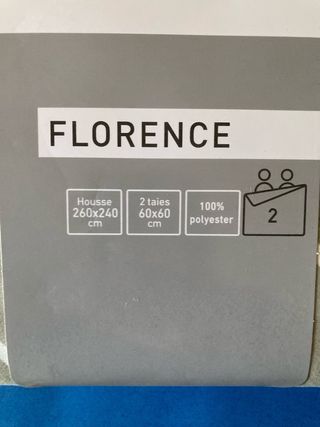 FLORENCE
Housse
260x240
cm
2 taies
60x60
cm
100%
polyester
2